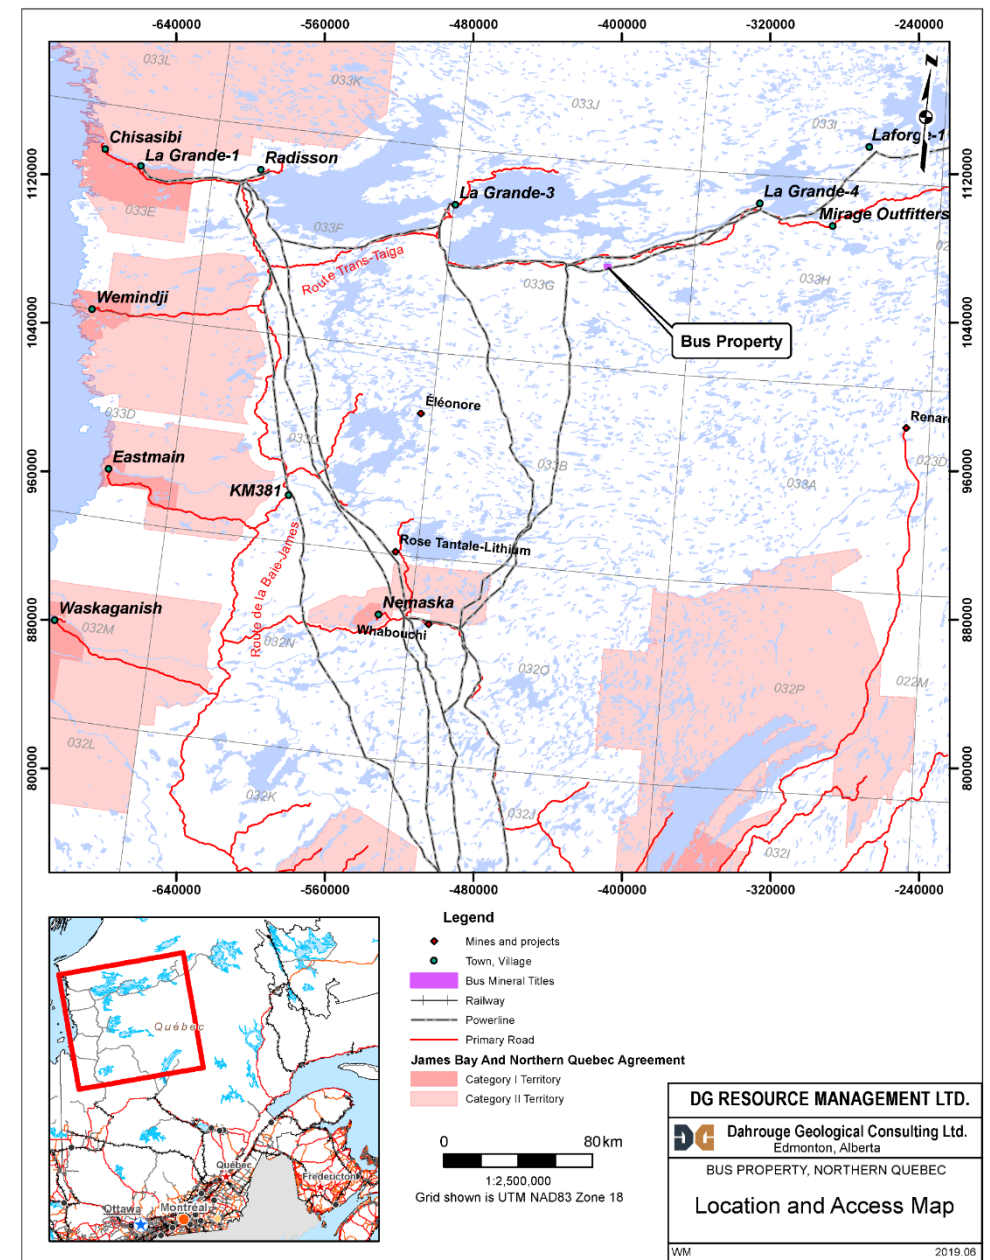 -640000 -560000 -480000 -400000 -320000 -240000
033L
033K
033J
033I
Chisasibi
La Grande-1
Radisson
Laforge-1
1120000
1120000
La Grande-3
La Grande-4
033E
033F
Mirage Outfitters
Route Trans-Taïga
02
033G
033H
Wemindji
1040000
1040000
Bus Property
033D
Éléonore
Renar
033C
Eastmain
033B
023D
960000
960000
033A
KM381
Route de la Baie-James
Rose Tantale-Lithium
Waskaganish
Nemaska
880000
880000
032M
Whabouchi
032N
032O
032P
022M
032L
800000
800000
032K
032J
032I
-640000 -560000 -480000 -400000 -320000 -240000
Québec
Québec
Fredericton
Ottawa
Montréal
Legend
Mines and projects
Town, Village
Bus Mineral Titles
Railway
Powerline
Primary Road
James Bay And Northern Quebec Agreement
Category I Territory
Category II Territory
0 80 km
1:2,500,000
Grid shown is UTM NAD83 Zone 18
DG RESOURCE MANAGEMENT LTD.
DG
Dahrouge Geological Consulting Ltd.
Edmonton, Alberta
BUS PROPERTY, NORTHERN QUEBEC
Location and Access Map
WM 2019.06